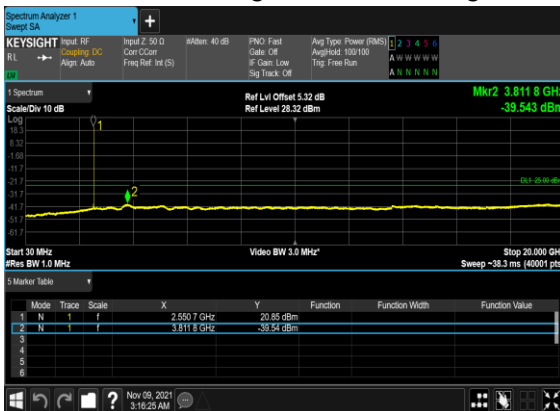 Spectrum Analyzer 1
Swept SA
+
KEYSIGHT Input: RF Input Z: 50 Ω #Atten: 40 dB PNO: Fast Avg Type: Power (RMS) 1 2 3 4 5 6
RL Coupling: DC Corr CCorr Gate: Off Avg|Hold: 100/100 A W W W W W
Align: Auto Freq Ref: Int (S) IF Gain: Low Trig: Free Run
LV Sig Track: Off A N N N N N
1 Spectrum Ref Lvl Offset 5.32 dB Mkr2 3.811 8 GHz
Scale/Div 10 dB Ref Level 28.32 dBm -39.543 dBm
Log
18.3 1
8.32
-1.68
-11.7
-21.7 DL1 -25.00 dBm
-31.7 2
-41.7
-51.7
-61.7
Start 30 MHz Video BW 3.0 MHz* Stop 20.000 GHz
#Res BW 1.0 MHz Sweep ~38.3 ms (40001 pts)
5 Marker Table
Mode Trace Scale X Y Function Function Width Function Value
1 N 1 f 2.550 7 GHz 20.85 dBm
2 N 1 f 3.811 8 GHz -39.54 dBm
3
4
5
6
? Nov 09, 2021
3:16:25 AM